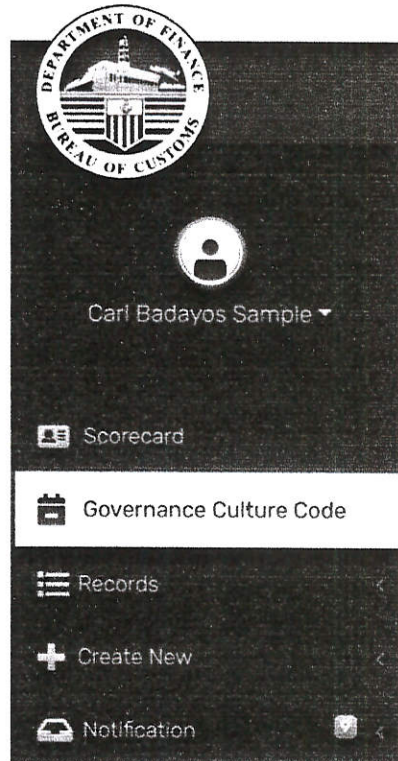 DEPARTMENT OF FINANCE
BUREAU OF CUSTOMS
Carl Badayos Sample
Scorecard
Governance Culture Code
Records
Create New
Notification